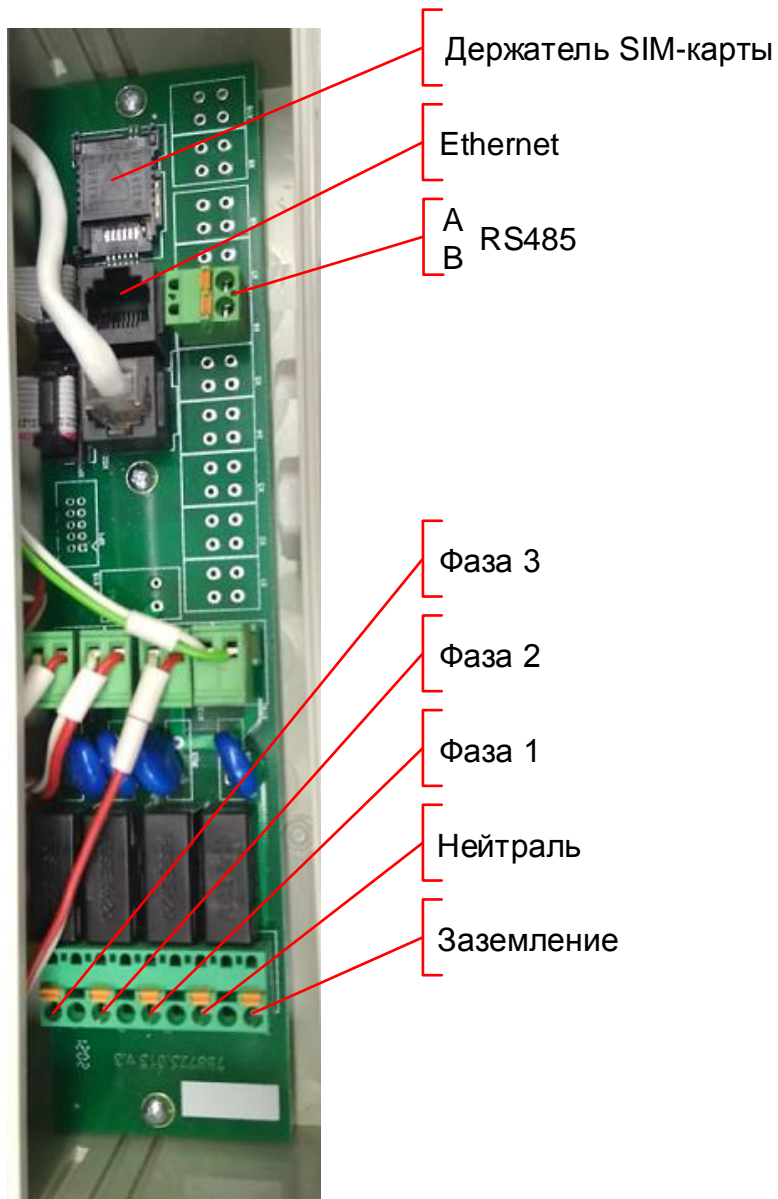 Держатель SIM-карты
Ethernet
A
B
RS485
Фаза 3
Фаза 2
Фаза 1
Нейтраль
Заземление